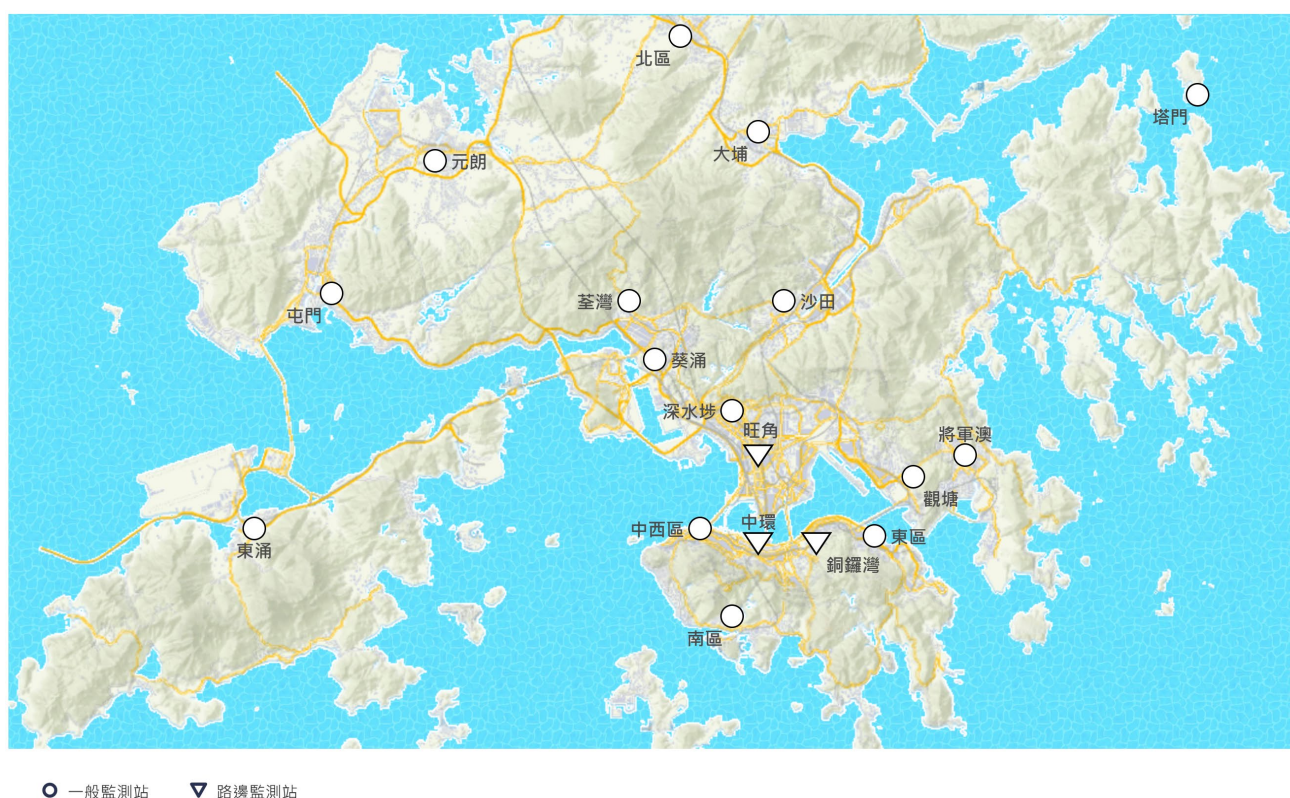 北區
塔門
大埔
元朗
屯門
荃灣
沙田
葵涌
深水埗
旺角
將軍澳
觀塘
中西區
中環
東區
東涌
銅鑼灣
南區
一般監測站
路邊監測站